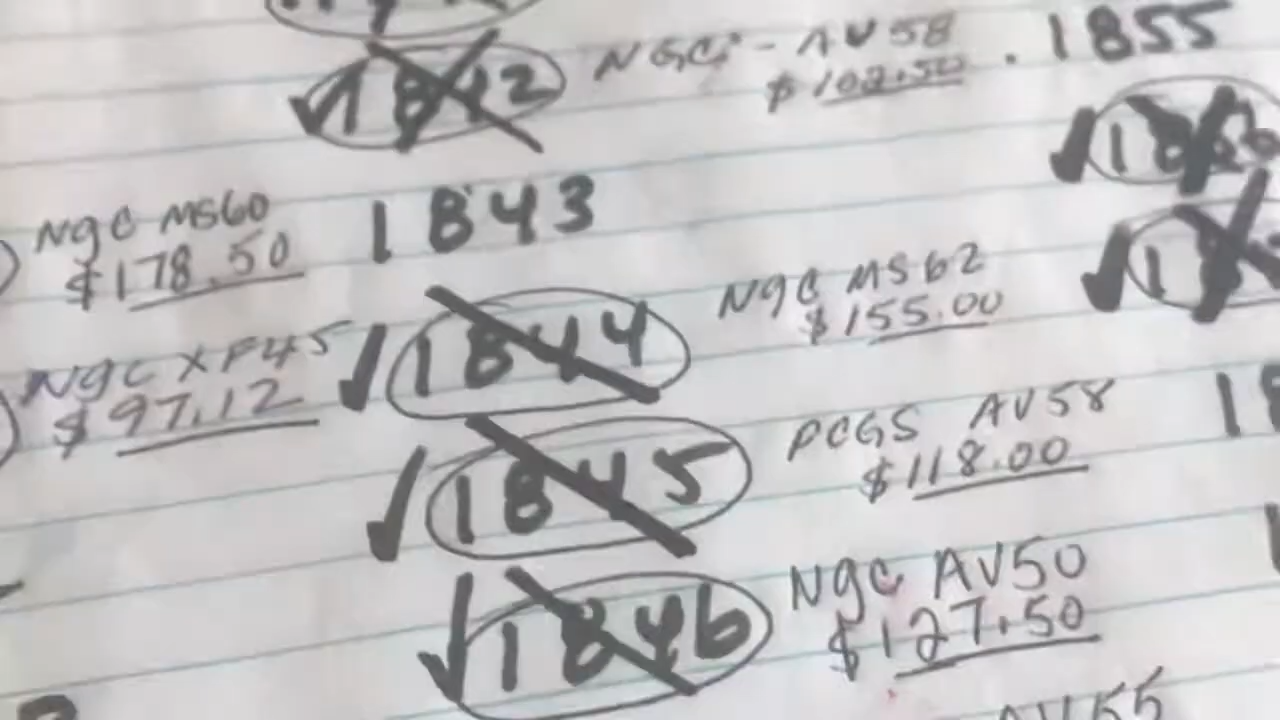 1842
NGC - AU58
$102.50
. 1855
NgC MS60
$178.50
1843
NgC MS62
$155.00
1844
NgC XF45
$97.12
1845
PCGS AU58
$118.00
1846
NgC AU50
$127.50
AU55